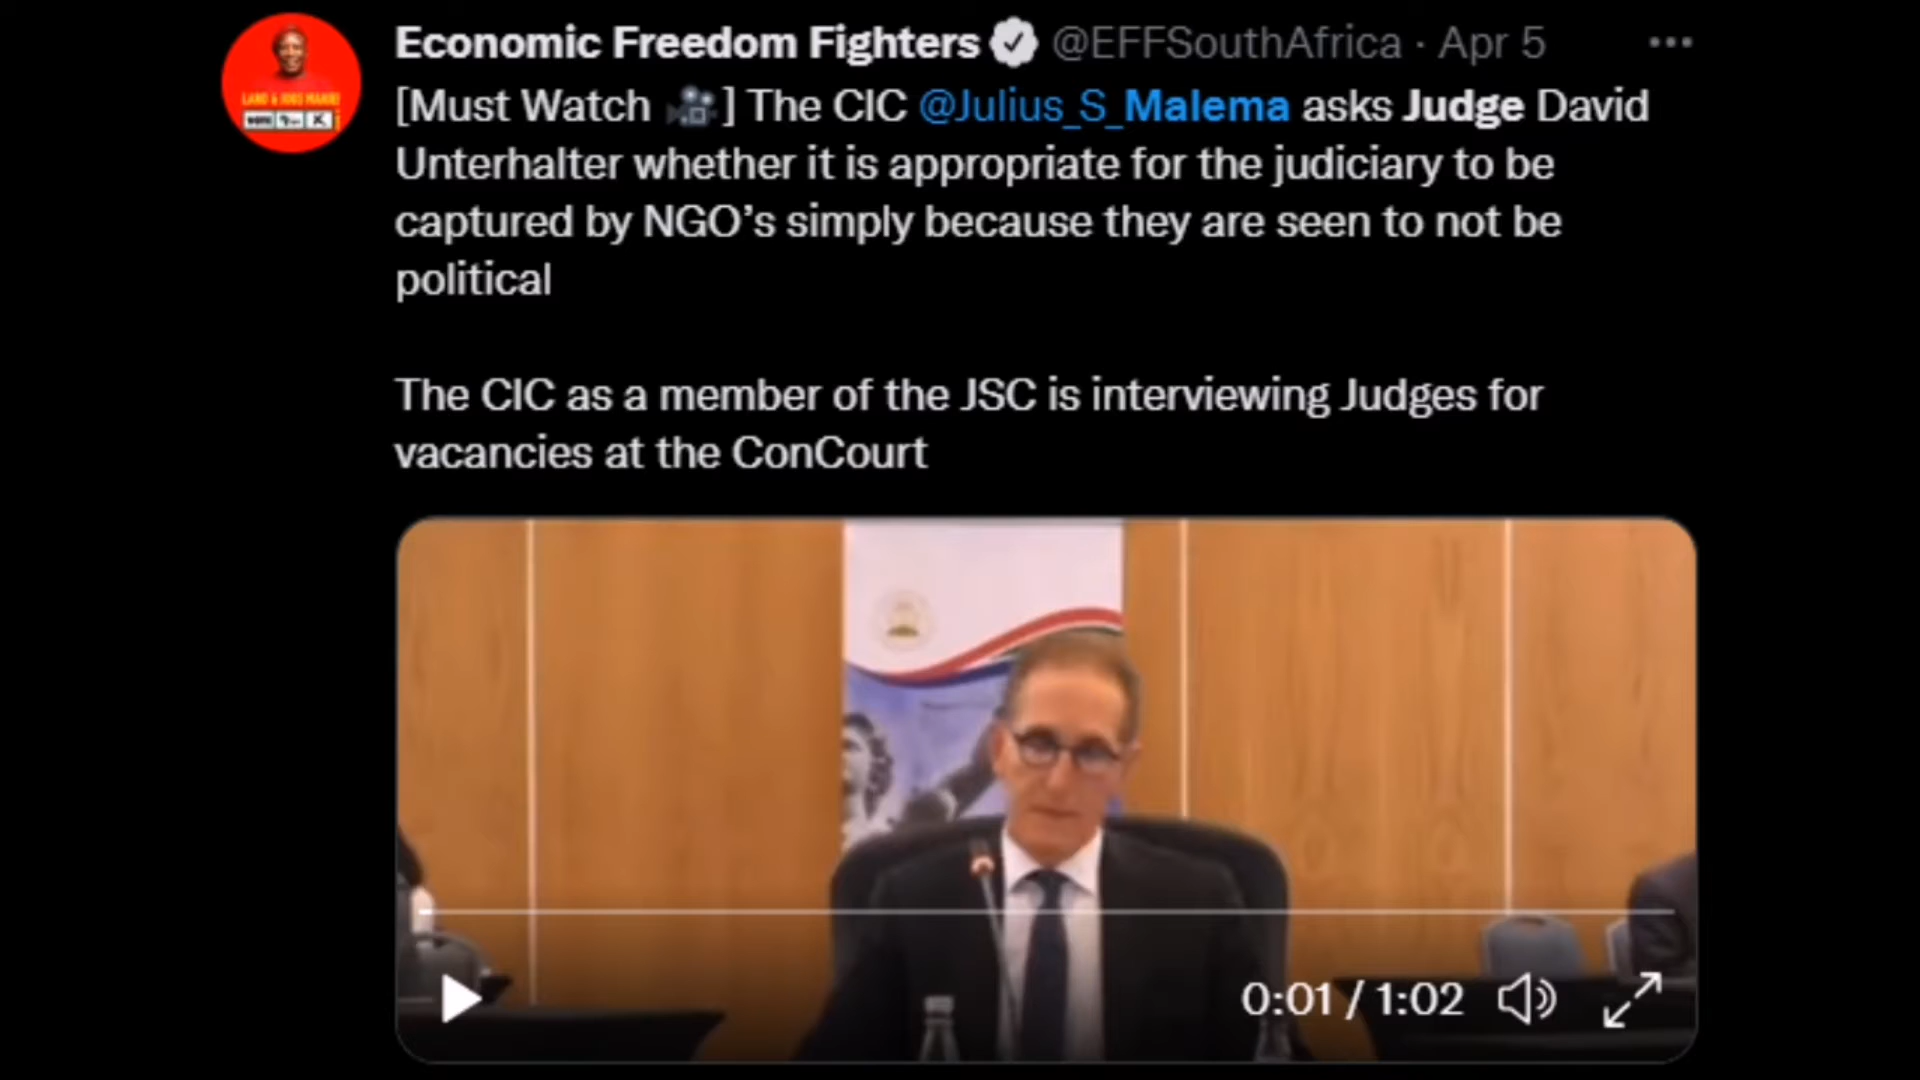 Economic Freedom Fighters @EFFSouthAfrica · Apr 5
[Must Watch 🎥] The CIC @Julius_S_Malema asks Judge David
Unterhalter whether it is appropriate for the judiciary to be
captured by NGO’s simply because they are seen to not be
political
The CIC as a member of the JSC is interviewing Judges for
vacancies at the ConCourt
0:01 / 1:02